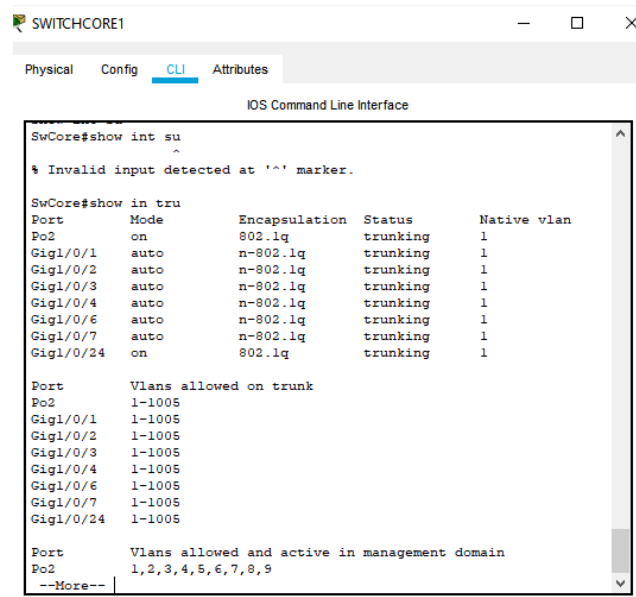 SWITCHCORE1
Physical Config CLI Attributes
IOS Command Line Interface
SwCore#show int su
^
% Invalid input detected at '^' marker.
SwCore#show in tru
Port Mode Encapsulation Status Native vlan
Po2 on 802.1q trunking 1
Gig1/0/1 auto n-802.1q trunking 1
Gig1/0/2 auto n-802.1q trunking 1
Gig1/0/3 auto n-802.1q trunking 1
Gig1/0/4 auto n-802.1q trunking 1
Gig1/0/6 auto n-802.1q trunking 1
Gig1/0/7 auto n-802.1q trunking 1
Gig1/0/24 on 802.1q trunking 1
Port Vlans allowed on trunk
Po2 1-1005
Gig1/0/1 1-1005
Gig1/0/2 1-1005
Gig1/0/3 1-1005
Gig1/0/4 1-1005
Gig1/0/6 1-1005
Gig1/0/7 1-1005
Gig1/0/24 1-1005
Port Vlans allowed and active in management domain
Po2 1,2,3,4,5,6,7,8,9
--More--